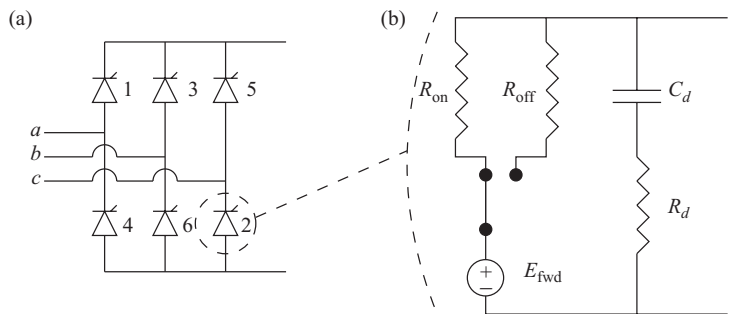 (a)
1 3 5
a
b
c
4 6 2
(b)
R_on R_off C_d
R_d
+
−
E_fwd